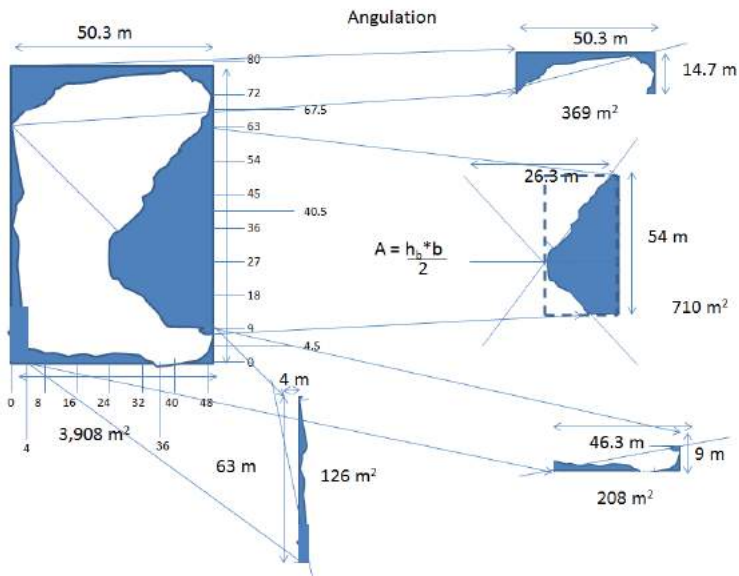 Angulation
50.3 m
80
72
67.5
63
54
45
40.5
36
27
18
9
4.5
0
0 8 16 24 32 40 48
4
36
3,908 m²
50.3 m
14.7 m
369 m²
26.3 m
54 m
A = h_b*b
2
710 m²
4 m
63 m
126 m²
46.3 m
9 m
208 m²